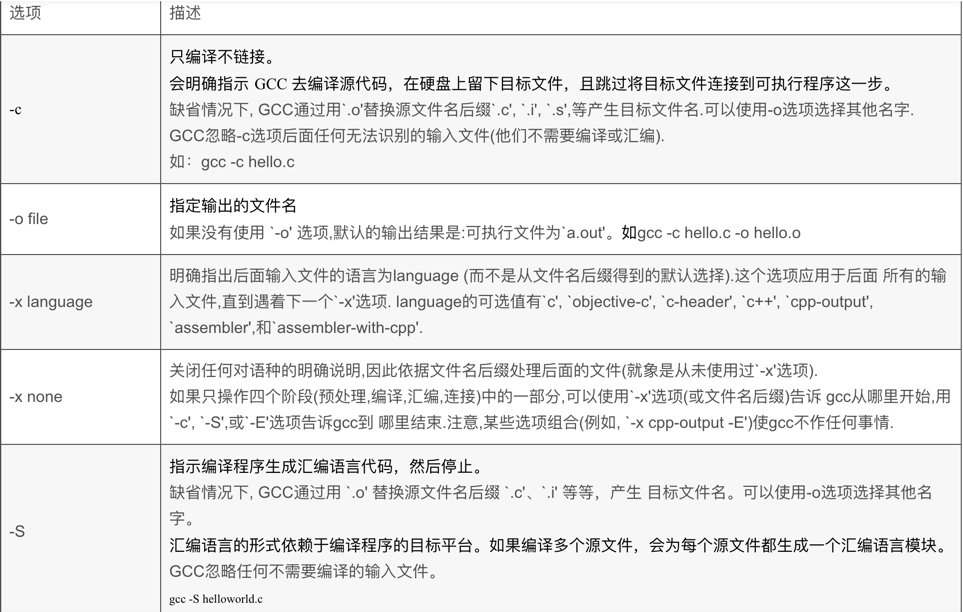 选项
描述
-c
只编译不链接。
会明确指示 GCC 去编译源代码，在硬盘上留下目标文件，且跳过将目标文件连接到可执行程序这一步。
缺省情况下, GCC通过用`.o'替换源文件名后缀`.c', `.i', `.s',等产生目标文件名.可以使用-o选项选择其他名字.
GCC忽略-c选项后面任何无法识别的输入文件(他们不需要编译或汇编).
如：gcc -c hello.c
-o file
指定输出的文件名
如果没有使用 `-o' 选项,默认的输出结果是:可执行文件为`a.out'。如gcc -c hello.c -o hello.o
-x language
明确指出后面输入文件的语言为language (而不是从文件名后缀得到的默认选择).这个选项应用于后面 所有的输
入文件,直到遇着下一个`-x'选项. language的可选值有`c', `objective-c', `c-header', `c++', `cpp-output',
`assembler',和`assembler-with-cpp'.
-x none
关闭任何对语种的明确说明,因此依据文件名后缀处理后面的文件(就象是从未使用过`-x'选项).
如果只操作四个阶段(预处理,编译,汇编,连接)中的一部分,可以使用`-x'选项(或文件名后缀)告诉 gcc从哪里开始,用
`-c', `-S',或`-E'选项告诉gcc到 哪里结束.注意,某些选项组合(例如, `-x cpp-output -E')使gcc不作任何事情.
-S
指示编译程序生成汇编语言代码，然后停止。
缺省情况下, GCC通过用 `.o' 替换源文件名后缀 `.c'、`.i' 等等，产生 目标文件名。可以使用-o选项选择其他名
字。
汇编语言的形式依赖于编译程序的目标平台。如果编译多个源文件，会为每个源文件都生成一个汇编语言模块。
GCC忽略任何不需要编译的输入文件。
gcc -S helloworld.c